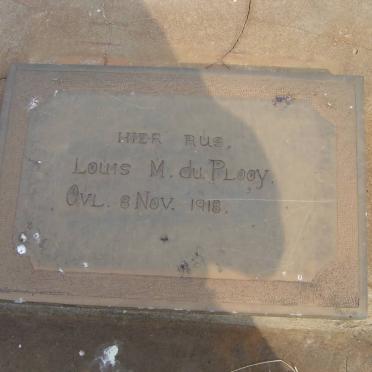 HIER RUS.
LOUIS M. du PLOOY.
OVL. 8 NOV. 1918.